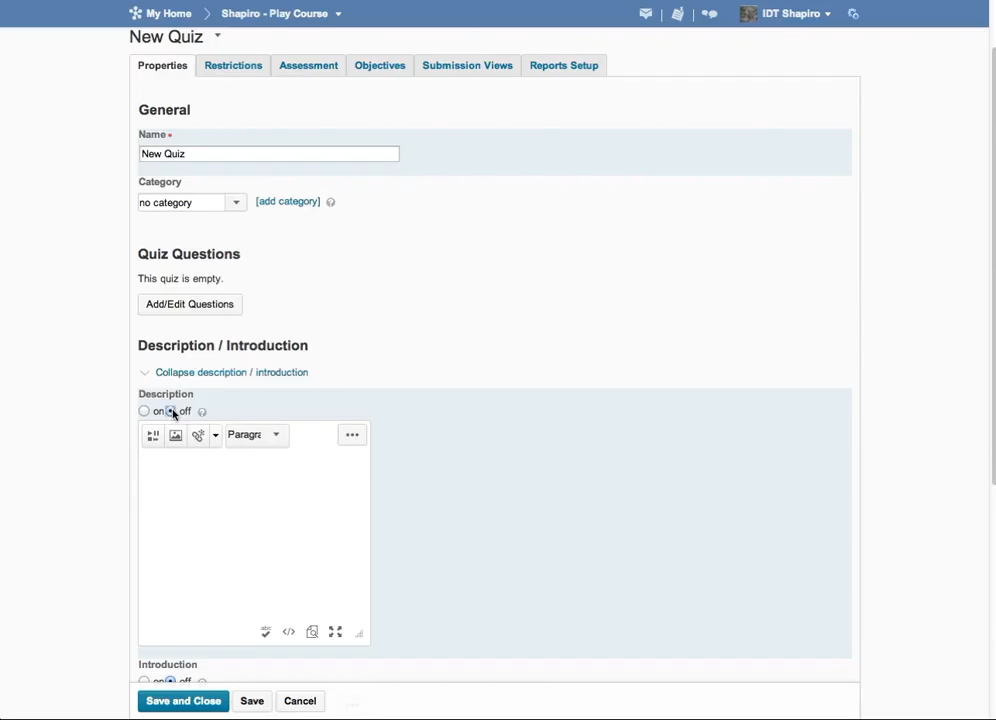 My Home Shapiro - Play Course IDT Shapiro
New Quiz
Properties Restrictions Assessment Objectives Submission Views Reports Setup
General
Name
New Quiz
Category
no category [add category]
Quiz Questions
This quiz is empty.
Add/Edit Questions
Description / Introduction
Collapse description / introduction
Description
on off
Paragra
Introduction
on off
Save and Close Save Cancel